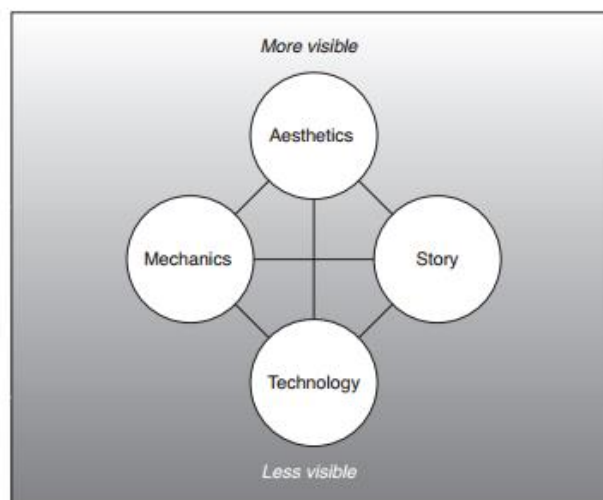 More visible
Aesthetics
Mechanics
Story
Technology
Less visible